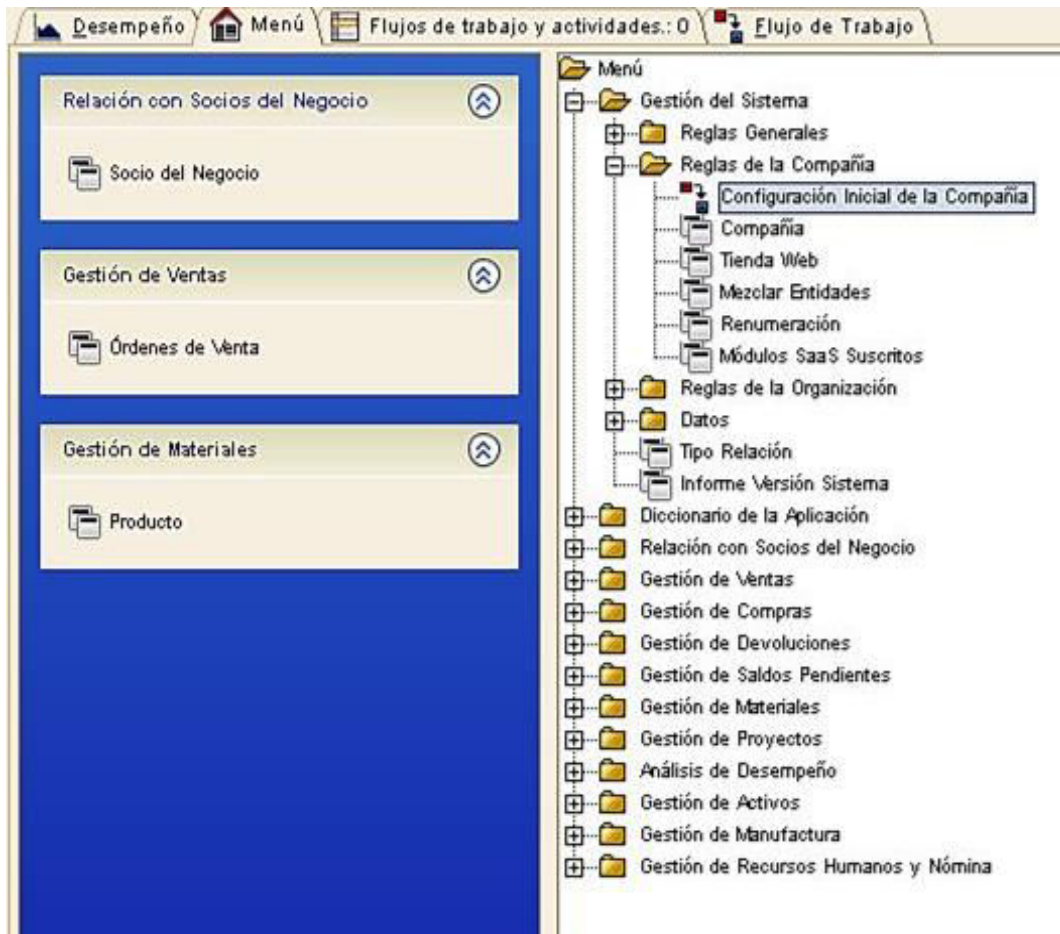 Desempeño Menú Flujos de trabajo y actividades.: 0 Flujo de Trabajo
Relación con Socios del Negocio
Socio del Negocio
Gestión de Ventas
Órdenes de Venta
Gestión de Materiales
Producto
Menú
Gestión del Sistema
Reglas Generales
Reglas de la Compañía
Configuración Inicial de la Compañía
Compañía
Tienda Web
Mezclar Entidades
Renumeración
Módulos SaaS Suscritos
Reglas de la Organización
Datos
Tipo Relación
Informe Versión Sistema
Diccionario de la Aplicación
Relación con Socios del Negocio
Gestión de Ventas
Gestión de Compras
Gestión de Devoluciones
Gestión de Saldos Pendientes
Gestión de Materiales
Gestión de Proyectos
Análisis de Desempeño
Gestión de Activos
Gestión de Manufactura
Gestión de Recursos Humanos y Nómina